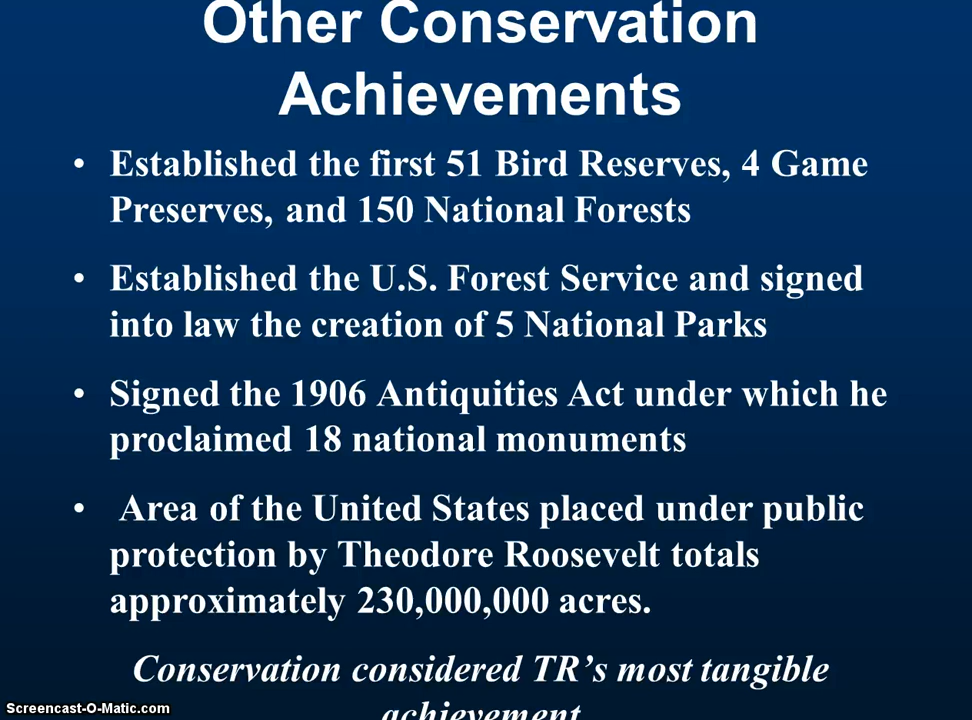 Other Conservation
Achievements
• Established the first 51 Bird Reserves, 4 Game
Preserves, and 150 National Forests
• Established the U.S. Forest Service and signed
into law the creation of 5 National Parks
• Signed the 1906 Antiquities Act under which he
proclaimed 18 national monuments
• Area of the United States placed under public
protection by Theodore Roosevelt totals
approximately 230,000,000 acres.
Conservation considered TR’s most tangible
achievement
Screencast-O-Matic.com